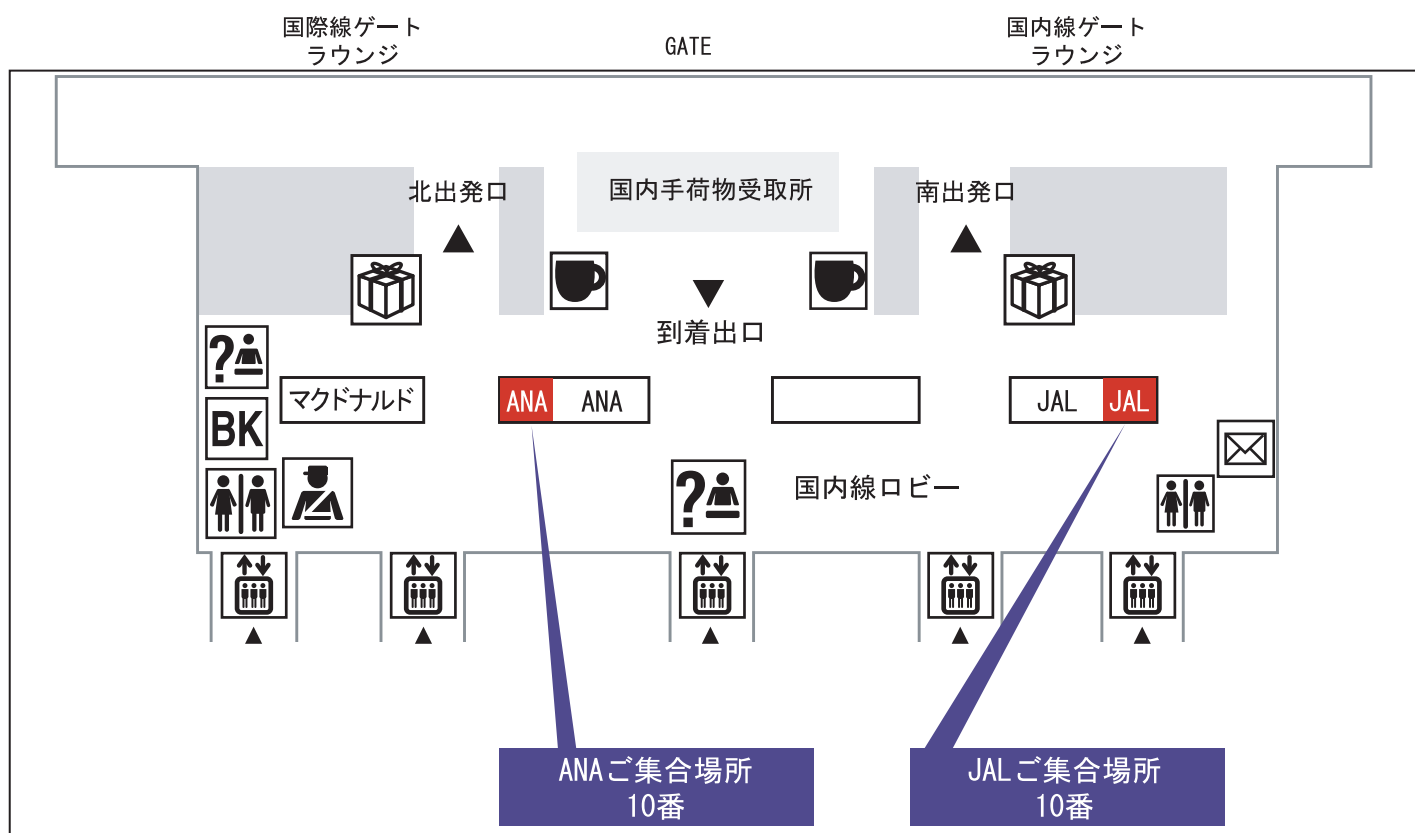 国際線ゲート
ラウンジ
GATE
国内線ゲート
ラウンジ
北出発口
国内手荷物受取所
南出発口
到着出口
?
マクドナルド
ANA ANA
JAL JAL
BK
?
国内線ロビー
ANAご集合場所
10番
JALご集合場所
10番